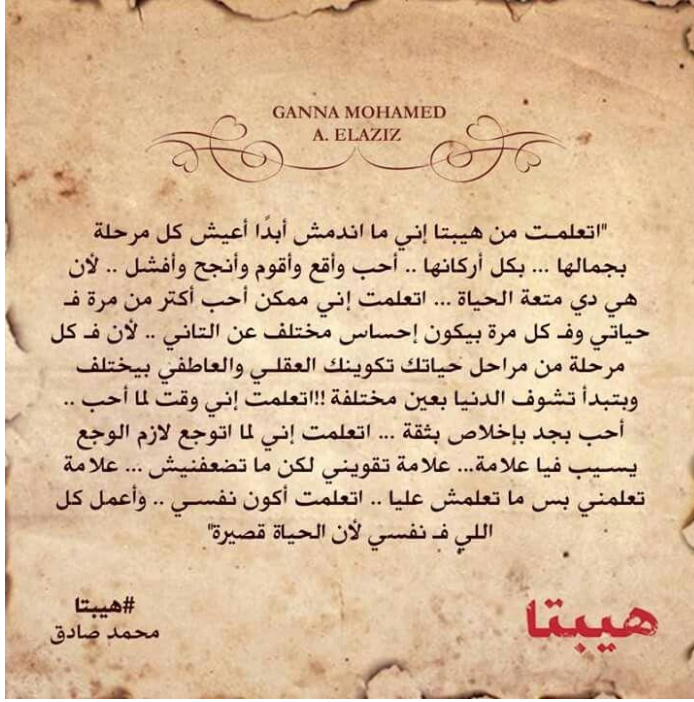 GANNA MOHAMED
A. ELAZIZ
"اتعلمت من هيبتا إني ما اندمش أبدًا أعيش كل مرحلة
بجمالها ... بكل أركانها .. أحب وأقع وأقوم وأنجح وأفشل .. لأن
هي دي متعة الحياة ... اتعلمت إني ممكن أحب أكتر من مرة فـ
حياتي وفـ كل مرة بيكون إحساس مختلف عن التاني .. لأن فـ كل
مرحلة من مراحل حياتك تكوينك العقلي والعاطفي بيختلف
وبتبدأ تشوف الدنيا بعين مختلفة !!اتعلمت إني وقت لما أحب ..
أحب بجد بإخلاص بثقة ... اتعلمت إني لما اتوجع لازم الوجع
يسيب فيا علامة... علامة تقويني لكن ما تضعفنيش ... علامة
تعلمني بس ما تعلمش عليا .. اتعلمت أكون نفسي .. وأعمل كل
اللي فـ نفسي لأن الحياة قصيرة"
#هيبتا
محمد صادق
هيبتا